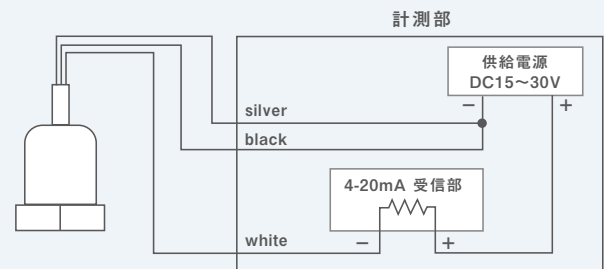 計測部
供給電源
DC15〜30V
− +
silver
black
4-20mA 受信部
white
− +